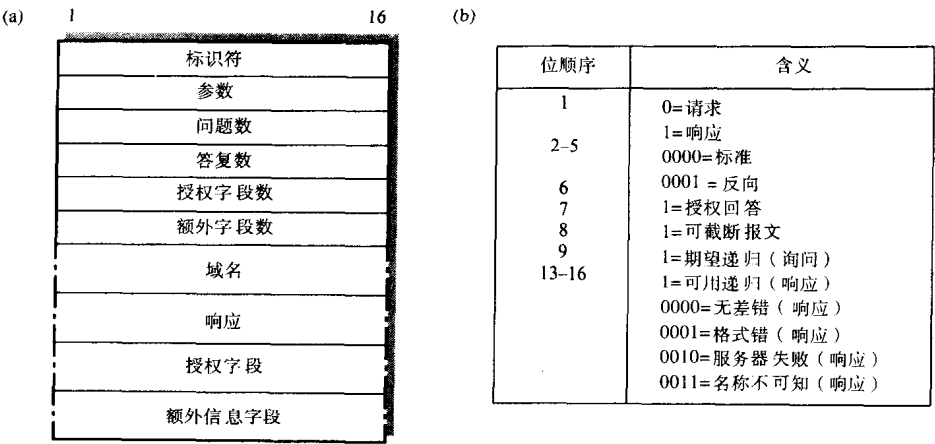 (a)
1 16
标识符
参数
问题数
答复数
授权字段数
额外字段数
域名
响应
授权字段
额外信息字段
(b)
位顺序 含义
1 0=请求
1=响应
2–5
0000=标准
6 0001=反向
7 1=授权回答
8 1=可截断报文
9 1=期望递归(询问)
13–16 1=可用递归(响应)
0000=无差错(响应)
0001=格式错(响应)
0010=服务器失败(响应)
0011=名称不可知(响应)